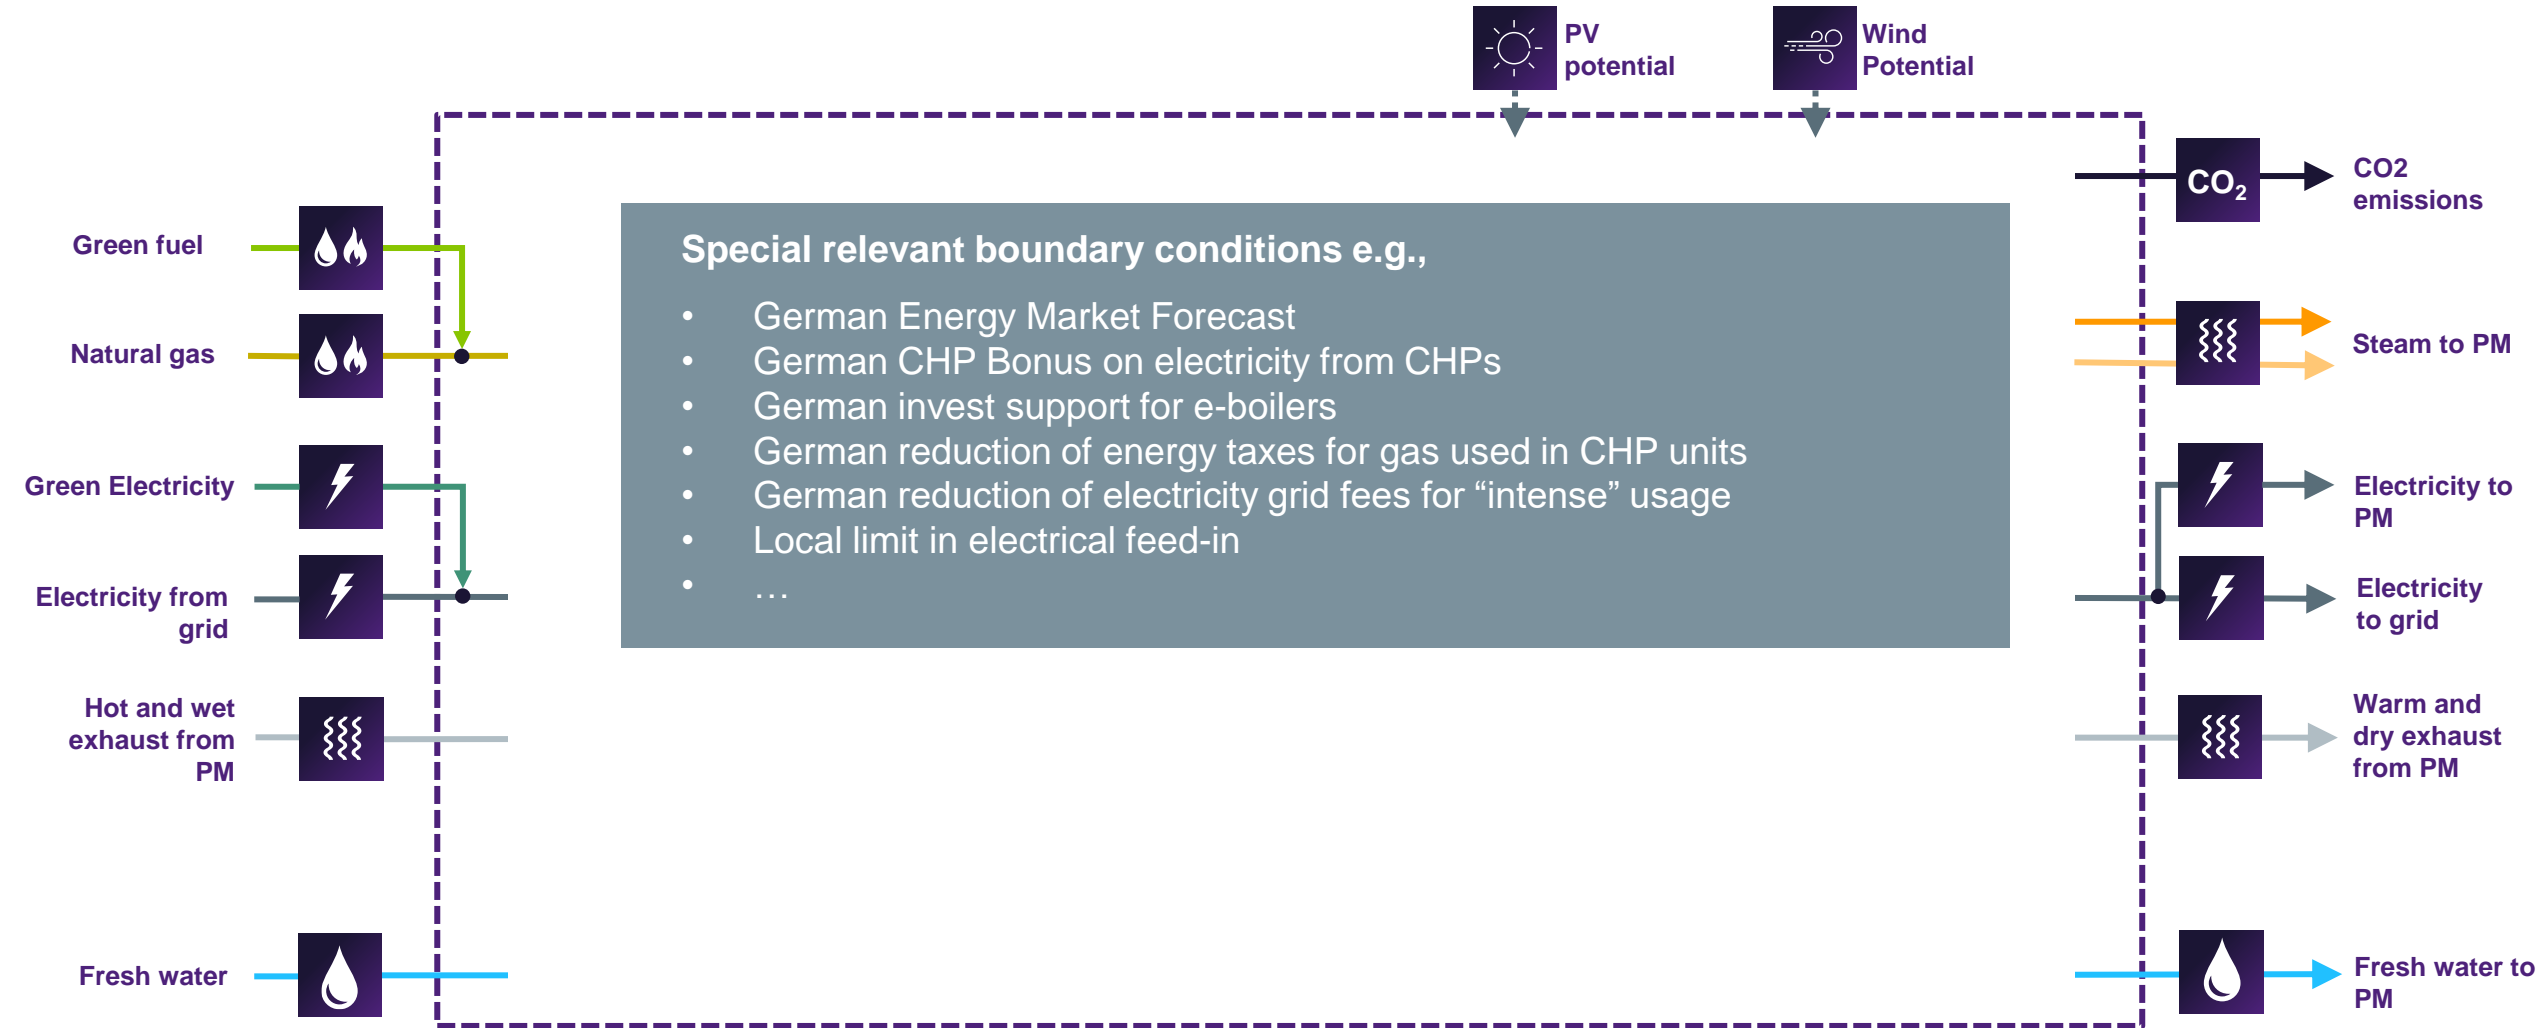 PV
potential
Wind
Potential
Green fuel
Natural gas
Green Electricity
Electricity from
grid
Hot and wet
exhaust from
PM
Fresh water
Special relevant boundary conditions e.g.,
• German Energy Market Forecast
• German CHP Bonus on electricity from CHPs
• German invest support for e-boilers
• German reduction of energy taxes for gas used in CHP units
• German reduction of electricity grid fees for “intense” usage
• Local limit in electrical feed-in
• …
CO₂
CO2
emissions
Steam to PM
Electricity to
PM
Electricity
to grid
Warm and
dry exhaust
from PM
Fresh water to
PM